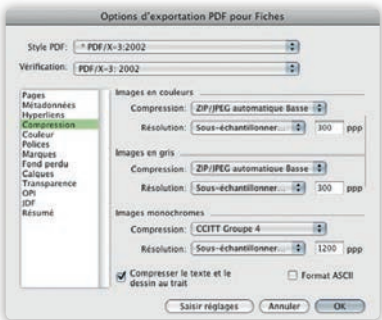 Options d'exportation PDF pour Fiches
Style PDF: * PDF/X-3:2002
Vérification: PDF/X-3: 2002
Pages
Métadonnées
Hyperliens
Compression
Couleur
Polices
Marques
Fond perdu
Calques
Transparence
OPI
JDF
Résumé
Images en couleurs
Compression: ZIP/JPEG automatique Basse
Résolution: Sous-échantillonner... 300 ppp
Images en gris
Compression: ZIP/JPEG automatique Basse
Résolution: Sous-échantillonner... 300 ppp
Images monochromes
Compression: CCITT Groupe 4
Résolution: Sous-échantillonner... 1200 ppp
Compresser le texte et le
dessin au trait
Format ASCII
Saisir réglages Annuler OK